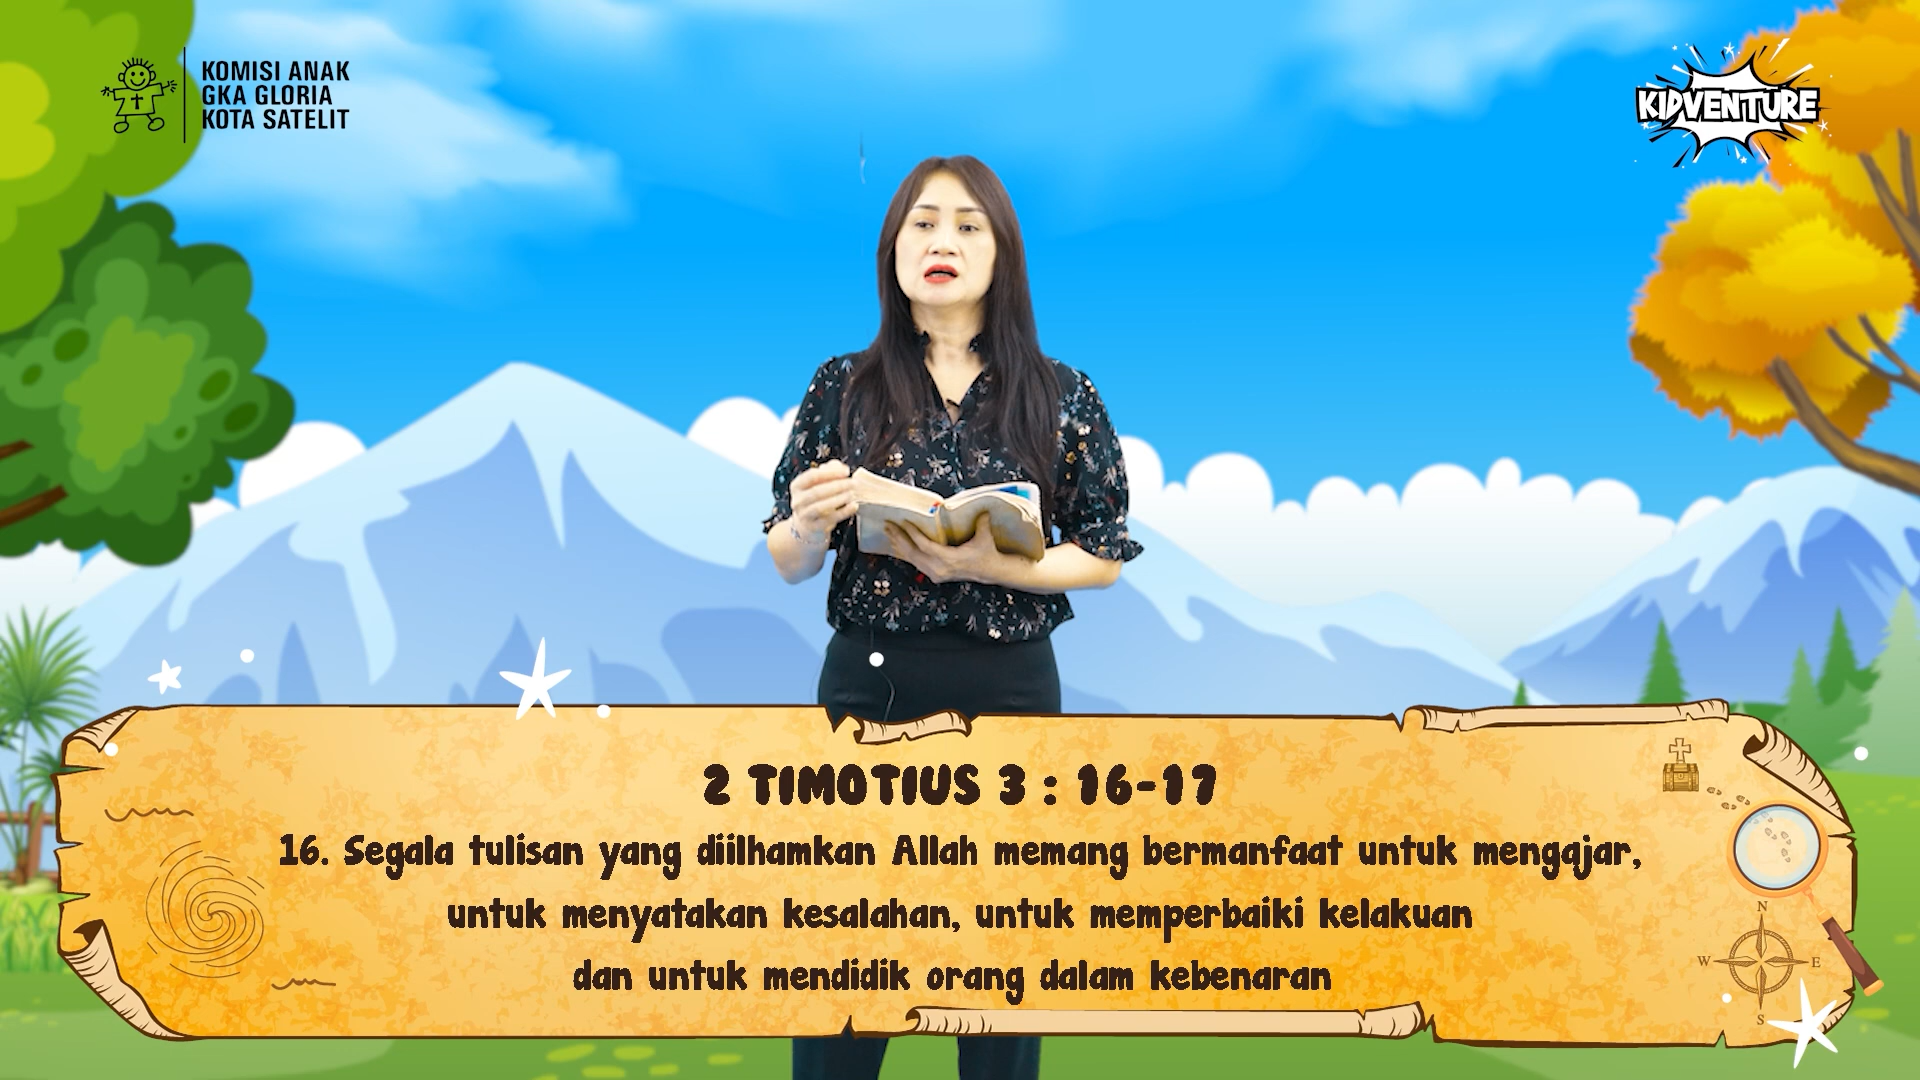 KOMISI ANAK
GKA GLORIA
KOTA SATELIT
KIDVENTURE
2 TIMOTIUS 3 : 16-17
16. Segala tulisan yang diilhamkan Allah memang bermanfaat untuk mengajar,
untuk menyatakan kesalahan, untuk memperbaiki kelakuan
dan untuk mendidik orang dalam kebenaran
N
W E
S